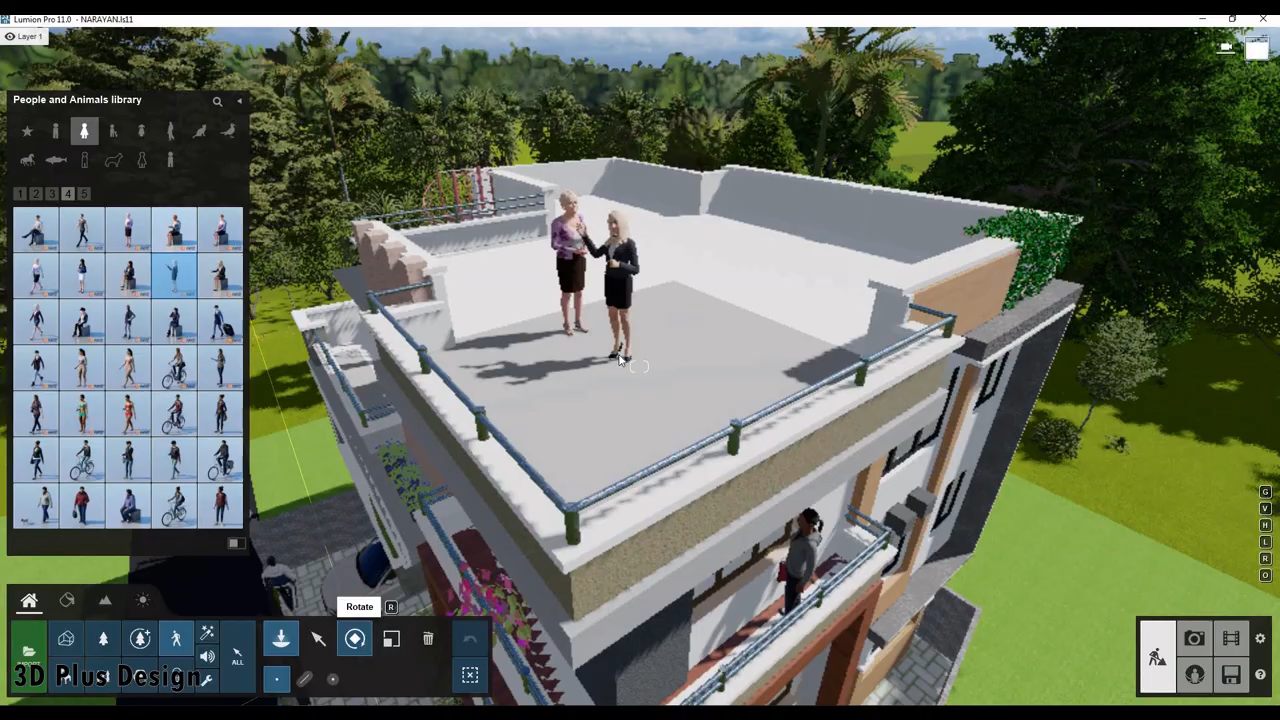 Lumion Pro 11.0 - NARAYAN.ls11
Layer 1
People and Animals library
1 2 3 4 5
G
V
H
L
R
O
Rotate R
ALL
3D Plus Design